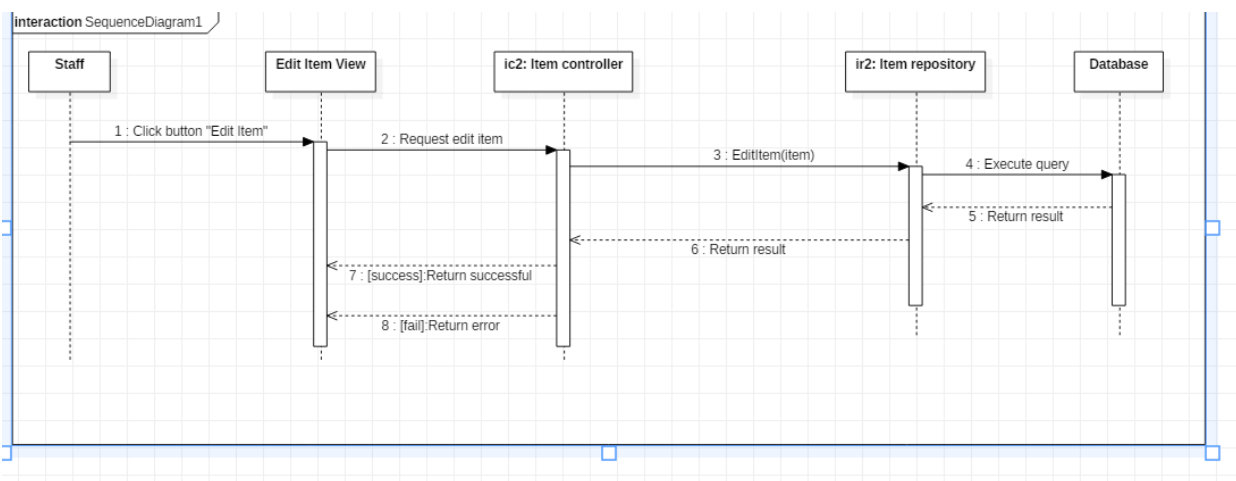 interaction SequenceDiagram1
Staff
Edit Item View
ic2: Item controller
ir2: Item repository
Database
1 : Click button "Edit Item"
2 : Request edit item
3 : EditItem(item)
4 : Execute query
5 : Return result
6 : Return result
7 : [success]:Return successful
8 : [fail]:Return error